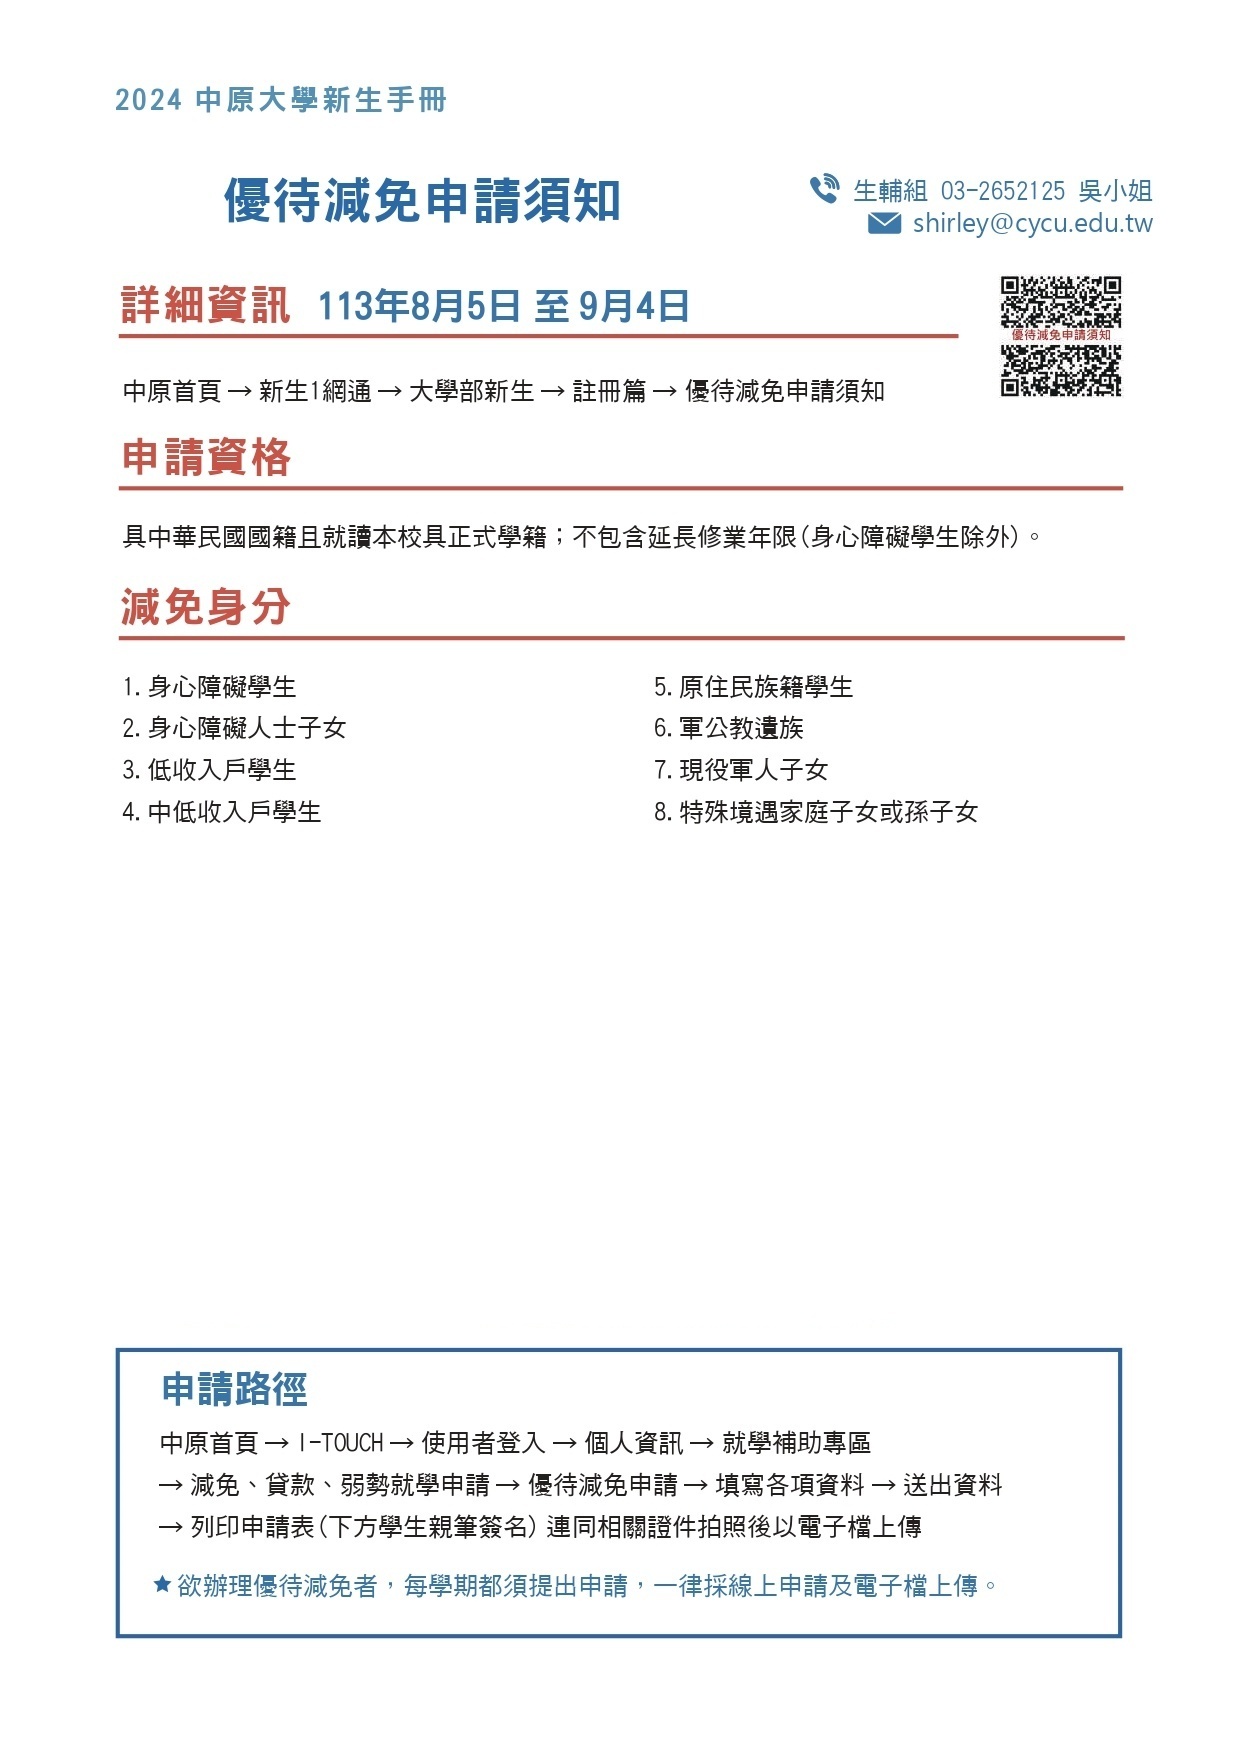 2024 中原大學新生手冊
優待減免申請須知
生輔組 03-2652125 吳小姐
shirley@cycu.edu.tw
詳細資訊 113年8月5日 至 9月4日
優待減免申請須知
中原首頁 → 新生1網通 → 大學部新生 → 註冊篇 → 優待減免申請須知
申請資格
具中華民國國籍且就讀本校具正式學籍；不包含延長修業年限(身心障礙學生除外)。
減免身分
1. 身心障礙學生
2. 身心障礙人士子女
3. 低收入戶學生
4. 中低收入戶學生
5. 原住民族籍學生
6. 軍公教遺族
7. 現役軍人子女
8. 特殊境遇家庭子女或孫子女
申請路徑
中原首頁 → I-TOUCH → 使用者登入 → 個人資訊 → 就學補助專區
→ 減免、貸款、弱勢就學申請 → 優待減免申請 → 填寫各項資料 → 送出資料
→ 列印申請表(下方學生親筆簽名) 連同相關證件拍照後以電子檔上傳
★ 欲辦理優待減免者，每學期都須提出申請，一律採線上申請及電子檔上傳。